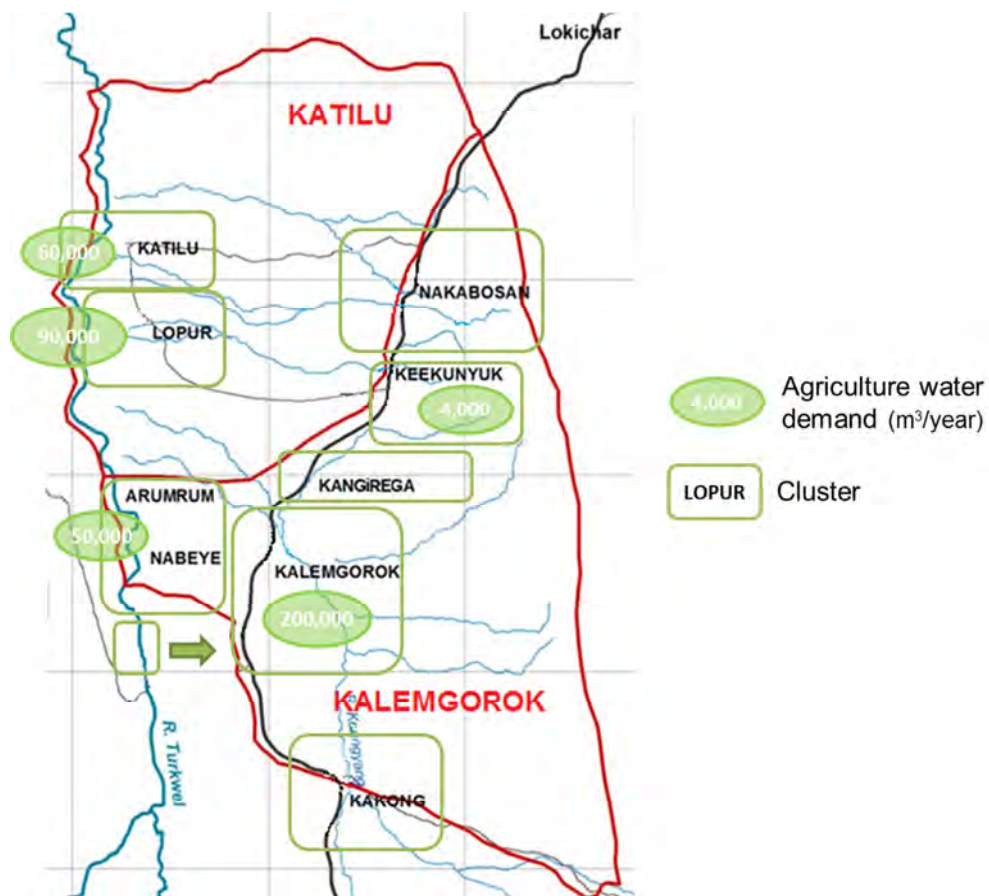 Lokichar
KATILU
KATILU
60,000
NAKABOSAN
LOPUR
90,000
KEEKUNYUK
4,000
KANGiREGA
ARUMRUM
50,000
NABEYE
KALEMGOROK
200,000
KALEMGOROK
R. Turkwel
KAKONG
4,000
Agriculture water
demand (m³/year)
LOPUR
Cluster